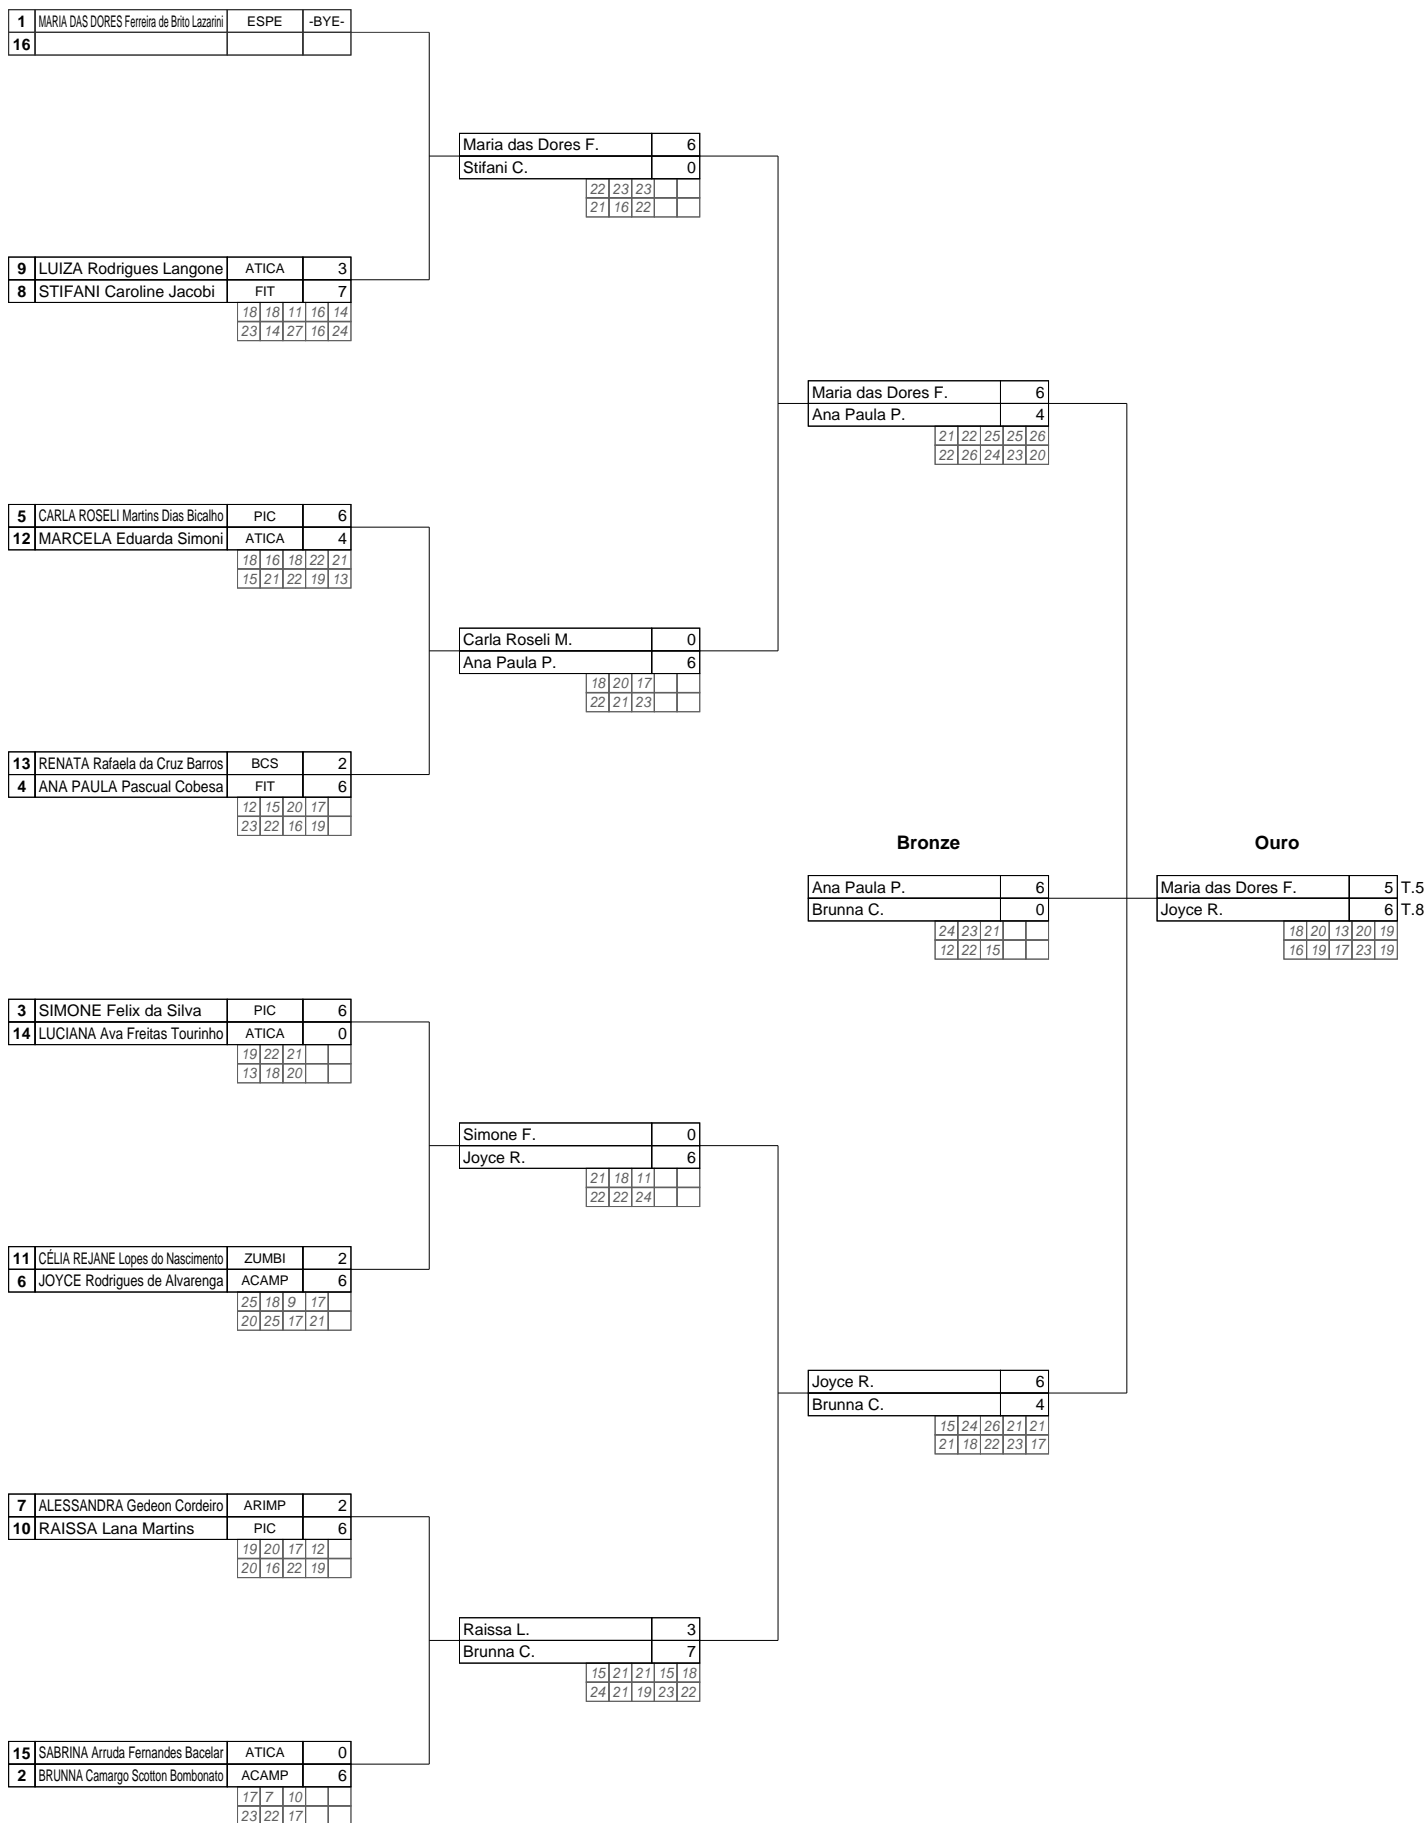 1 MARIA DAS DORES Ferreira de Brito Lazarini ESPE -BYE-
16
Maria das Dores F. 6
Stifani C. 0
22 23 23
21 16 22
9 LUIZA Rodrigues Langone ATICA 3
8 STIFANI Caroline Jacobi FIT 7
18 18 11 16 14
23 14 27 16 24
Maria das Dores F. 6
Ana Paula P. 4
21 22 25 25 26
22 26 24 23 20
5 CARLA ROSELI Martins Dias Bicalho PIC 6
12 MARCELA Eduarda Simoni ATICA 4
18 16 18 22 21
15 21 22 19 13
Carla Roseli M. 0
Ana Paula P. 6
18 20 17
22 21 23
13 RENATA Rafaela da Cruz Barros BCS 2
4 ANA PAULA Pascual Cobesa FIT 6
12 15 20 17
23 22 16 19
Bronze Ouro
Ana Paula P. 6 Maria das Dores F. 5 T.5
Brunna C. 0 Joyce R. 6 T.8
24 23 21 18 20 13 20 19
12 22 15 16 19 17 23 19
3 SIMONE Felix da Silva PIC 6
14 LUCIANA Ava Freitas Tourinho ATICA 0
19 22 21
13 18 20
Simone F. 0
Joyce R. 6
21 18 11
22 22 24
11 CÉLIA REJANE Lopes do Nascimento ZUMBI 2
6 JOYCE Rodrigues de Alvarenga ACAMP 6
25 18 9 17
20 25 17 21
Joyce R. 6
Brunna C. 4
15 24 26 21 21
21 18 22 23 17
7 ALESSANDRA Gedeon Cordeiro ARIMP 2
10 RAISSA Lana Martins PIC 6
19 20 17 12
20 16 22 19
Raissa L. 3
Brunna C. 7
15 21 21 15 18
24 21 19 23 22
15 SABRINA Arruda Fernandes Bacelar ATICA 0
2 BRUNNA Camargo Scotton Bombonato ACAMP 6
17 7 10
23 22 17